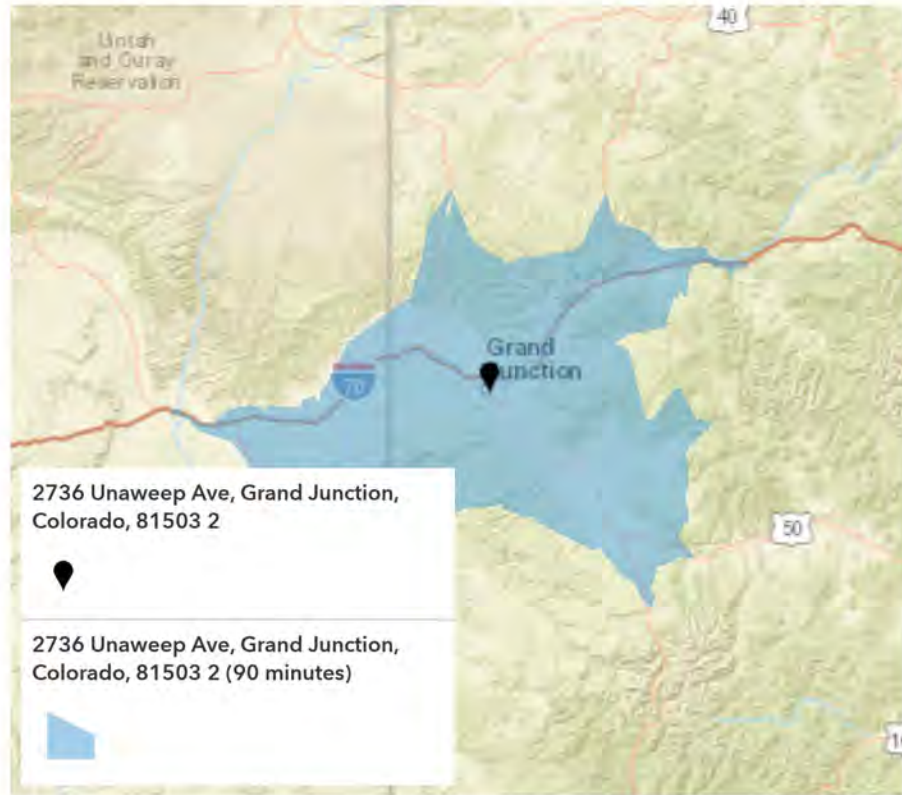 40
Uintah
and Ouray
Reservation
Grand
Junction
70
2736 Unaweep Ave, Grand Junction,
Colorado, 81503 2
50
2736 Unaweep Ave, Grand Junction,
Colorado, 81503 2 (90 minutes)